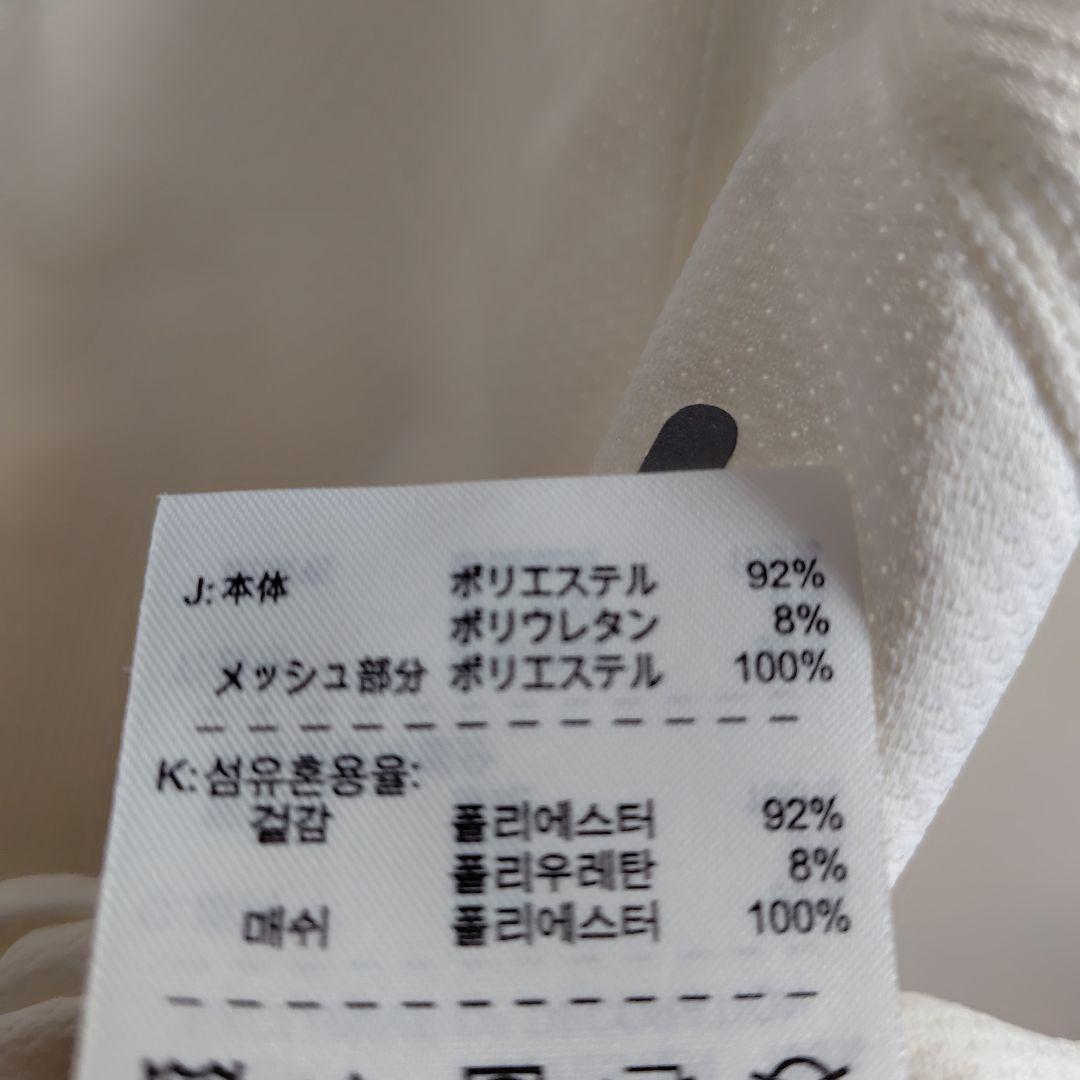 J: 本体 ポリエステル 92%
ポリウレタン 8%
メッシュ部分 ポリエステル 100%
K: 섬유혼용율:
겉감 폴리에스터 92%
폴리우레탄 8%
매쉬 폴리에스터 100%